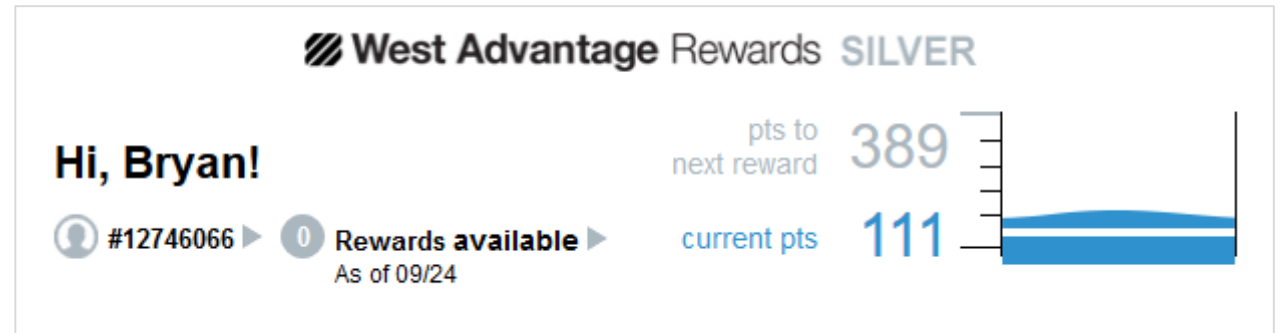 West Advantage Rewards SILVER
Hi, Bryan!
#12746066
0
Rewards available
As of 09/24
pts to
next reward
389
current pts
111